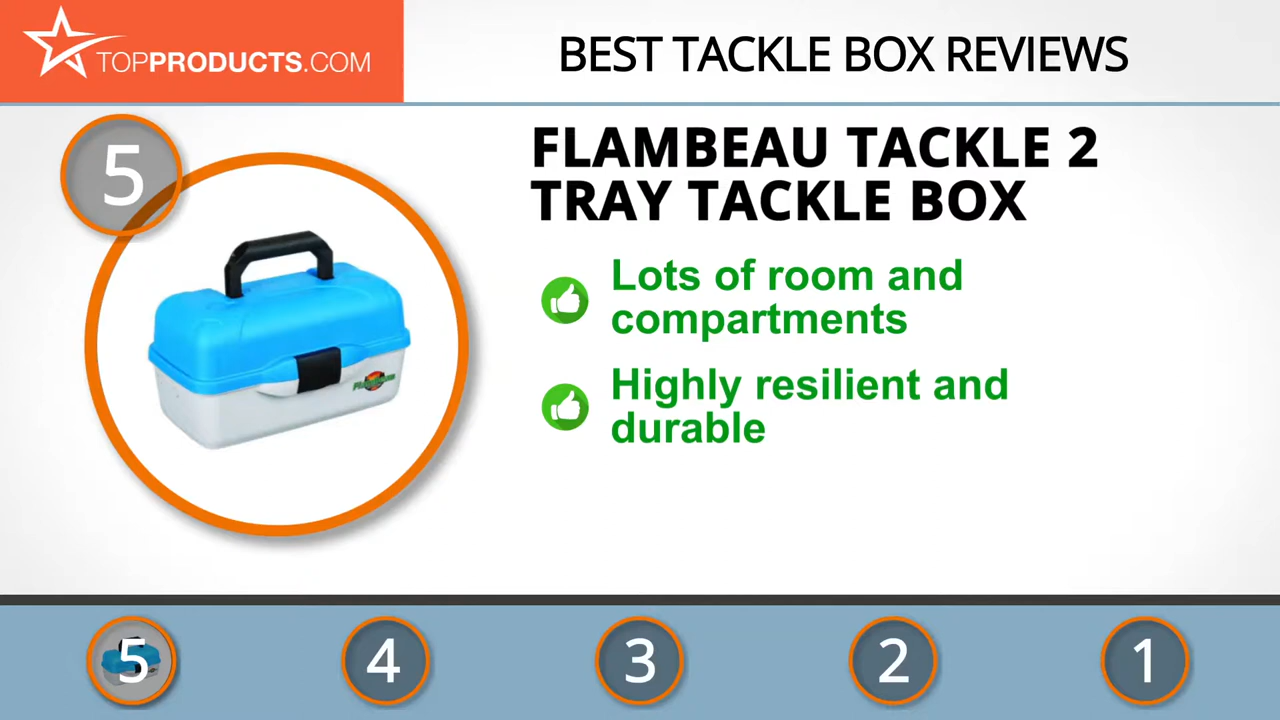 TOPPRODUCTS.COM
BEST TACKLE BOX REVIEWS
5
FLAMBEAU TACKLE 2
TRAY TACKLE BOX
Lots of room and
compartments
Highly resilient and
durable
5 4 3 2 1